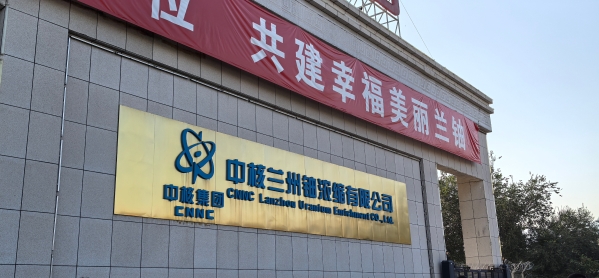 位 共建幸福美丽兰铀
中核集团
CNNC
中核兰州铀浓缩有限公司
CNNC Lanzhou Uranium Enrichment CO.,Ltd.